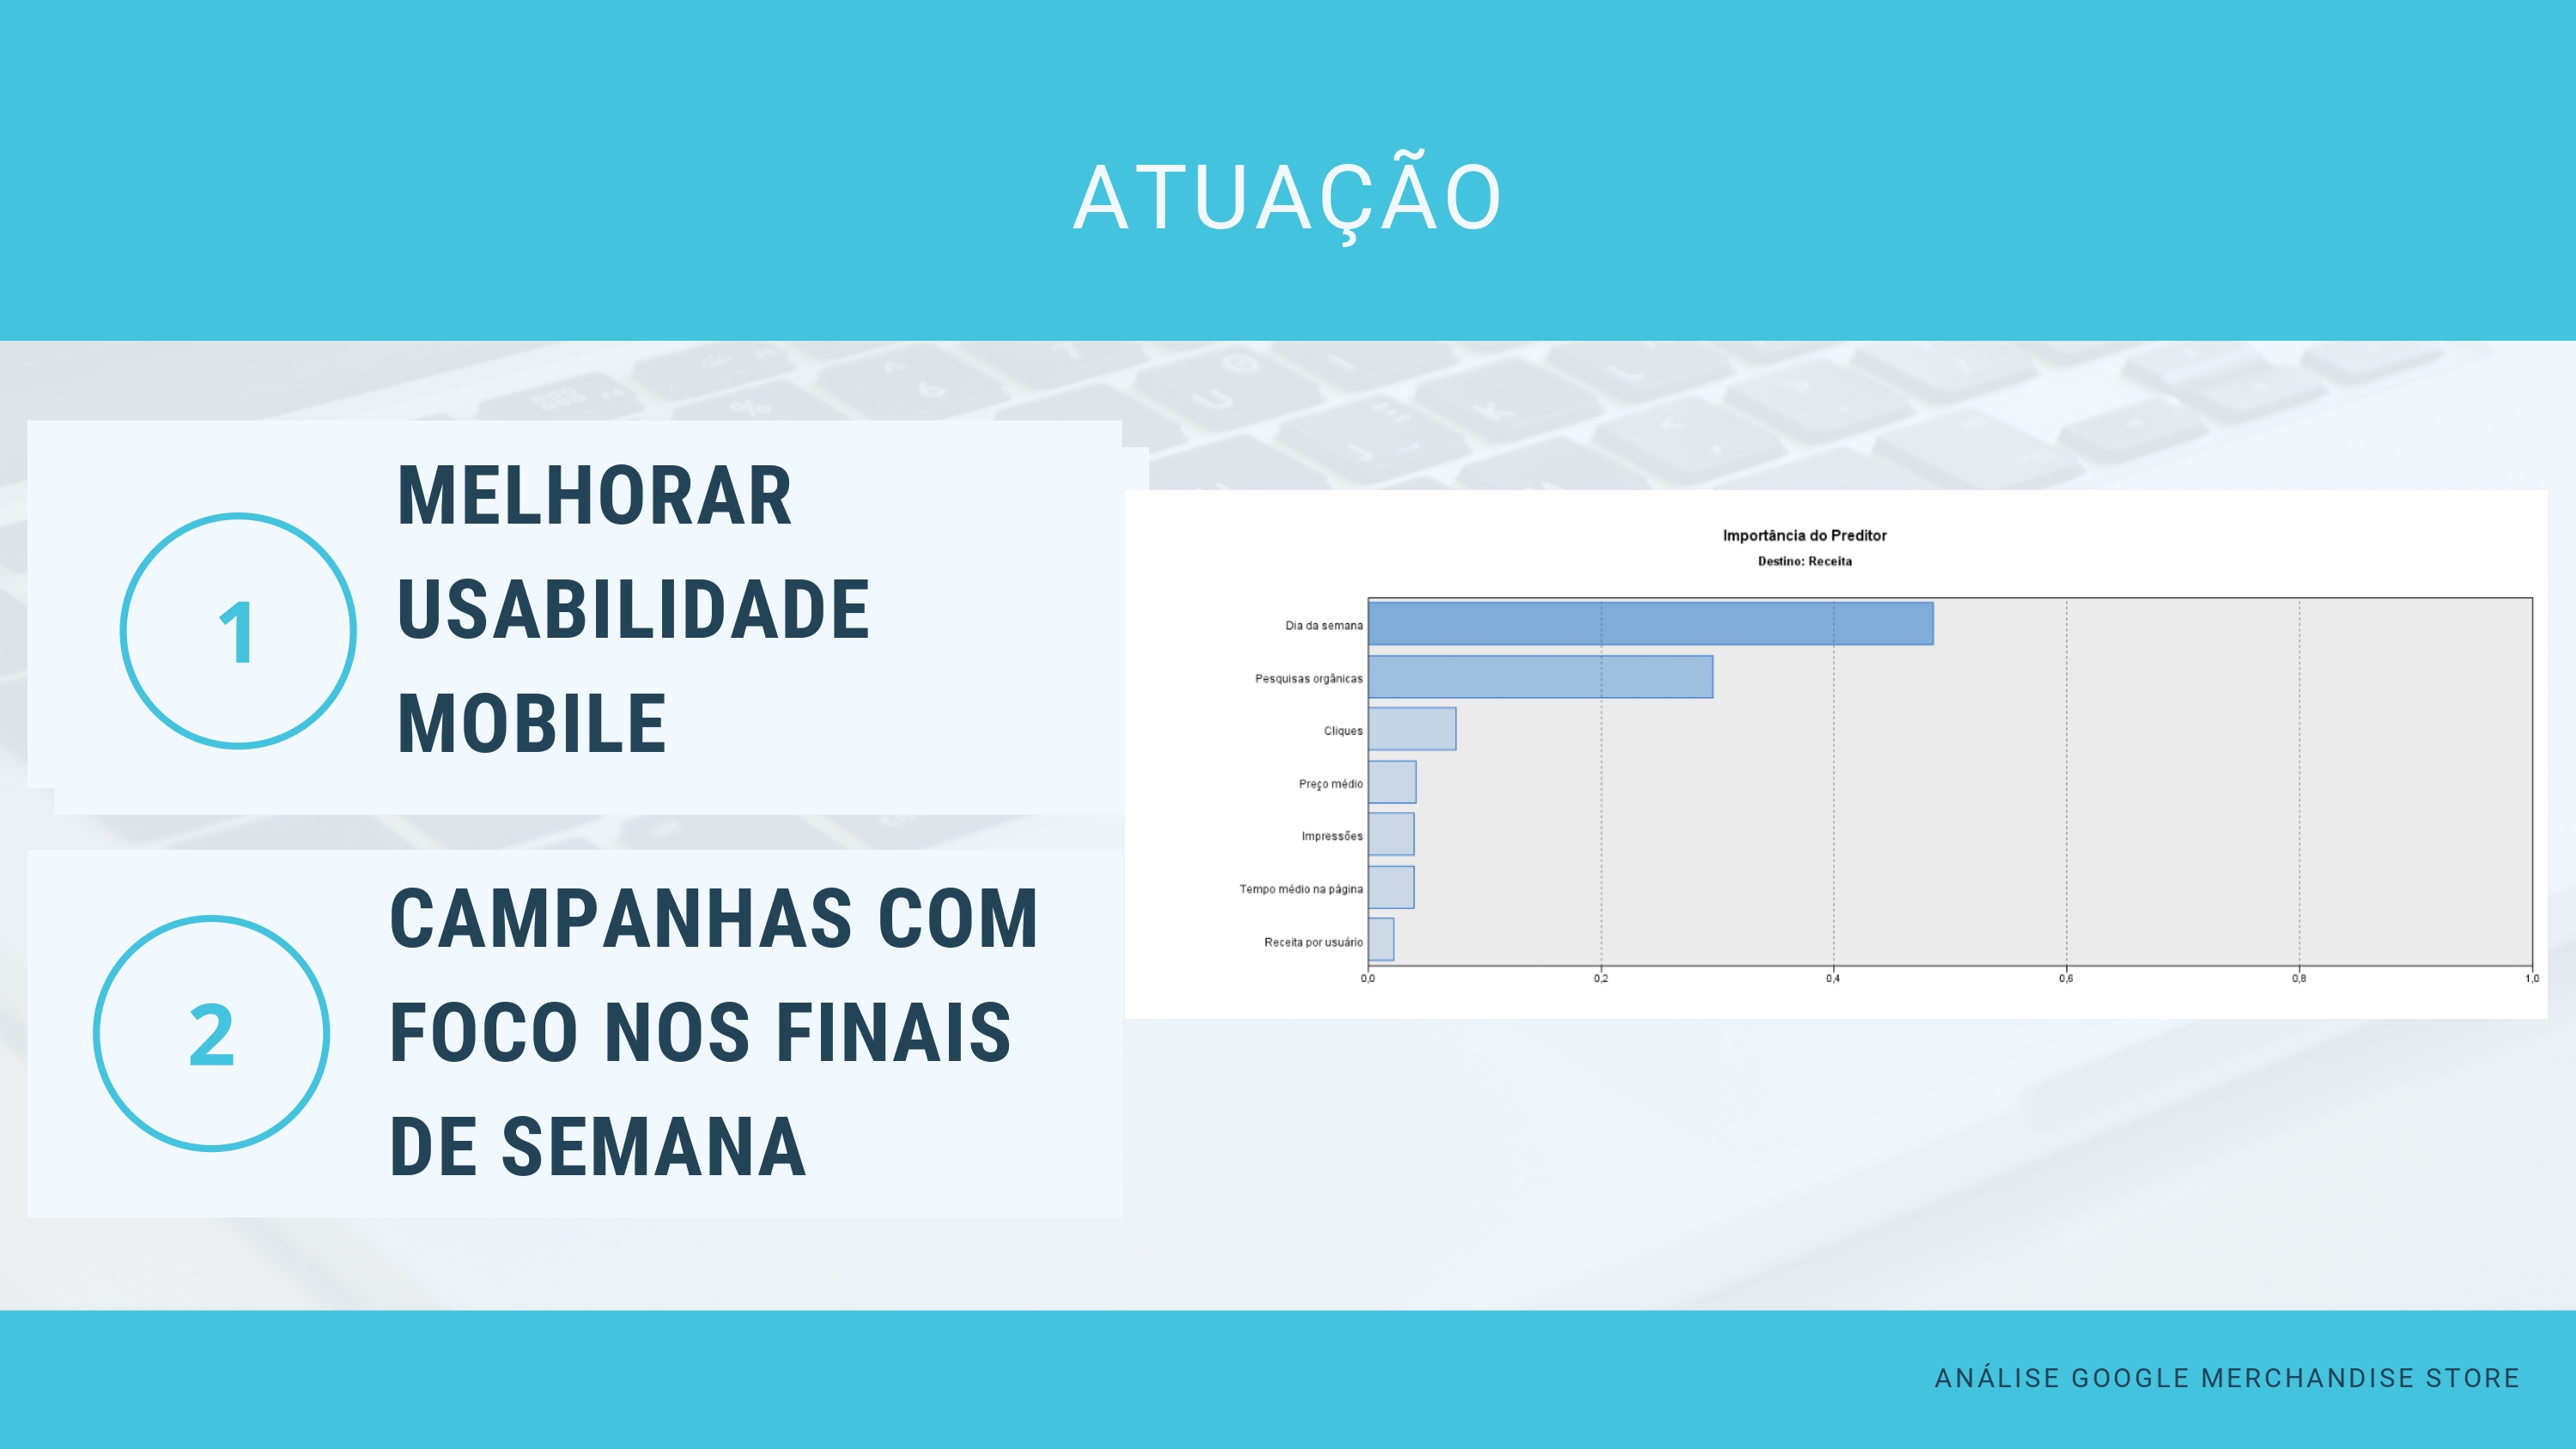 ATUAÇÃO
1
MELHORAR
USABILIDADE
MOBILE
2
CAMPANHAS COM
FOCO NOS FINAIS
DE SEMANA
Importância do Preditor
Destino: Receita
Dia da semana
Pesquisas orgânicas
Cliques
Preço médio
Impressões
Tempo médio na página
Receita por usuário
0,0 0,2 0,4 0,6 0,8 1,0
ANÁLISE GOOGLE MERCHANDISE STORE